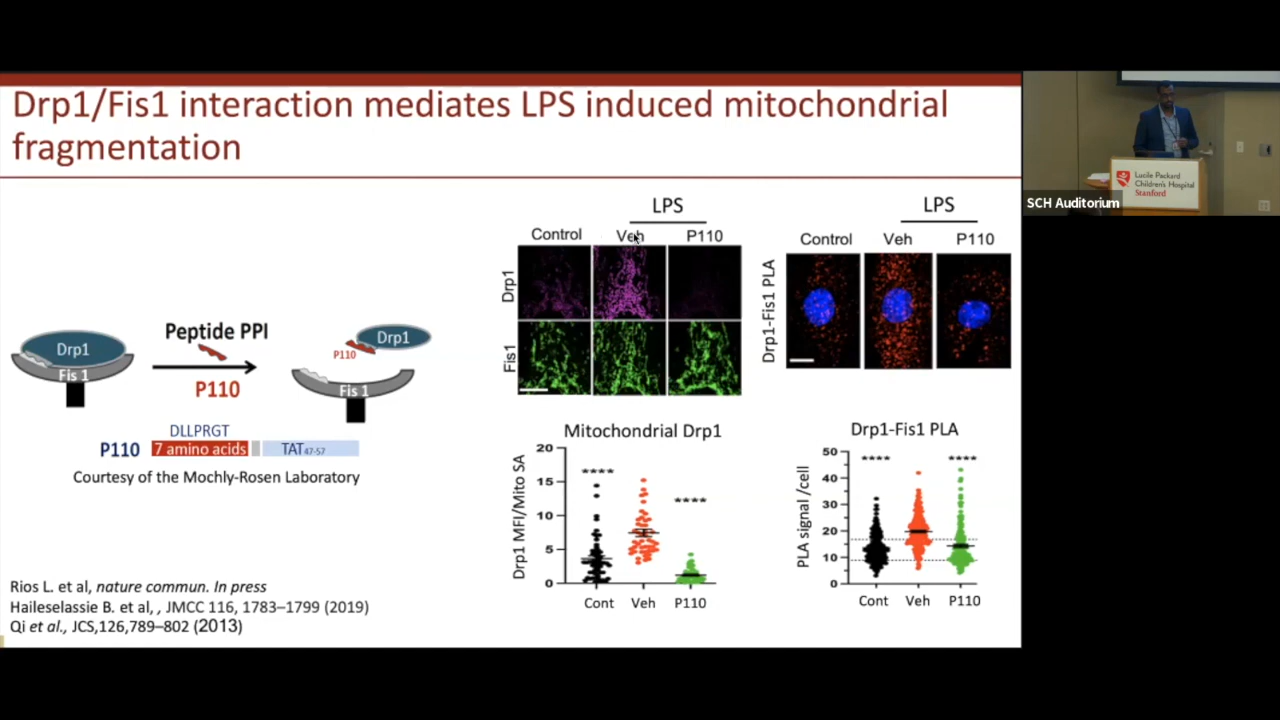 Drp1/Fis1 interaction mediates LPS induced mitochondrial
fragmentation
Lucile Packard
Children's Hospital
Stanford
SCH Auditorium
Drp1
Fis 1
Peptide PPI
P110
P110
Drp1
Fis 1
DLLPRGT
P110 7 amino acids TAT47-57
Courtesy of the Mochly-Rosen Laboratory
LPS
Control Veh P110
Drp1
Fis1
LPS
Control Veh P110
Drp1-Fis1 PLA
Mitochondrial Drp1
Drp1 MFI/Mito SA
20
15
10
5
0
****
****
Cont Veh P110
Drp1-Fis1 PLA
PLA signal /cell
50
40
30
20
10
0
**** ****
Cont Veh P110
Rios L. et al, nature commun. In press
Haileselassie B. et al, , JMCC 116, 1783–1799 (2019)
Qi et al., JCS,126,789–802 (2013)